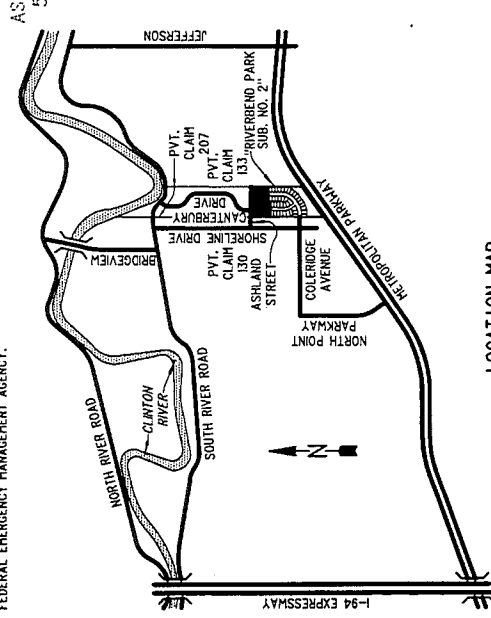 FEDERAL EMERGENCY MANAGEMENT AGENCY.
AS
5
JEFFERSON
NORTH RIVER ROAD
CLINTON
RIVER
BRIDGEVIEW
SOUTH RIVER ROAD
PVT.
CLAIM
207
PVT.
CLAIM
133
"RIVERBEND PARK
SUB. NO. 2"
CANTERBURY
DRIVE
SHORELINE DRIVE
PVT.
CLAIM
130
ASHLAND
STREET
COLERIDGE
AVENUE
NORTH POINT
PARKWAY
METROPOLITAN PARKWAY
N
I-94 EXPRESSWAY
LOCATION MAP